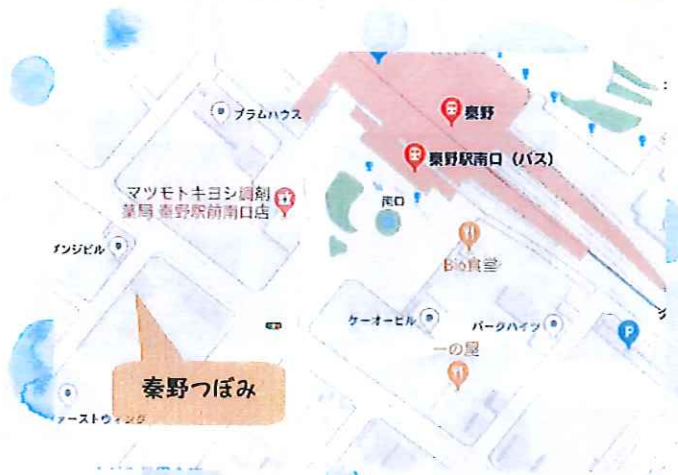 プラムハウス
秦野
秦野駅南口（バス）
マツモトキヨシ調剤
薬局 秦野駅前南口店
南口
ンジビル
Bio食堂
ケーオービル
パークハイツ
P
一の屋
秦野つぼみ
ァーストウィング